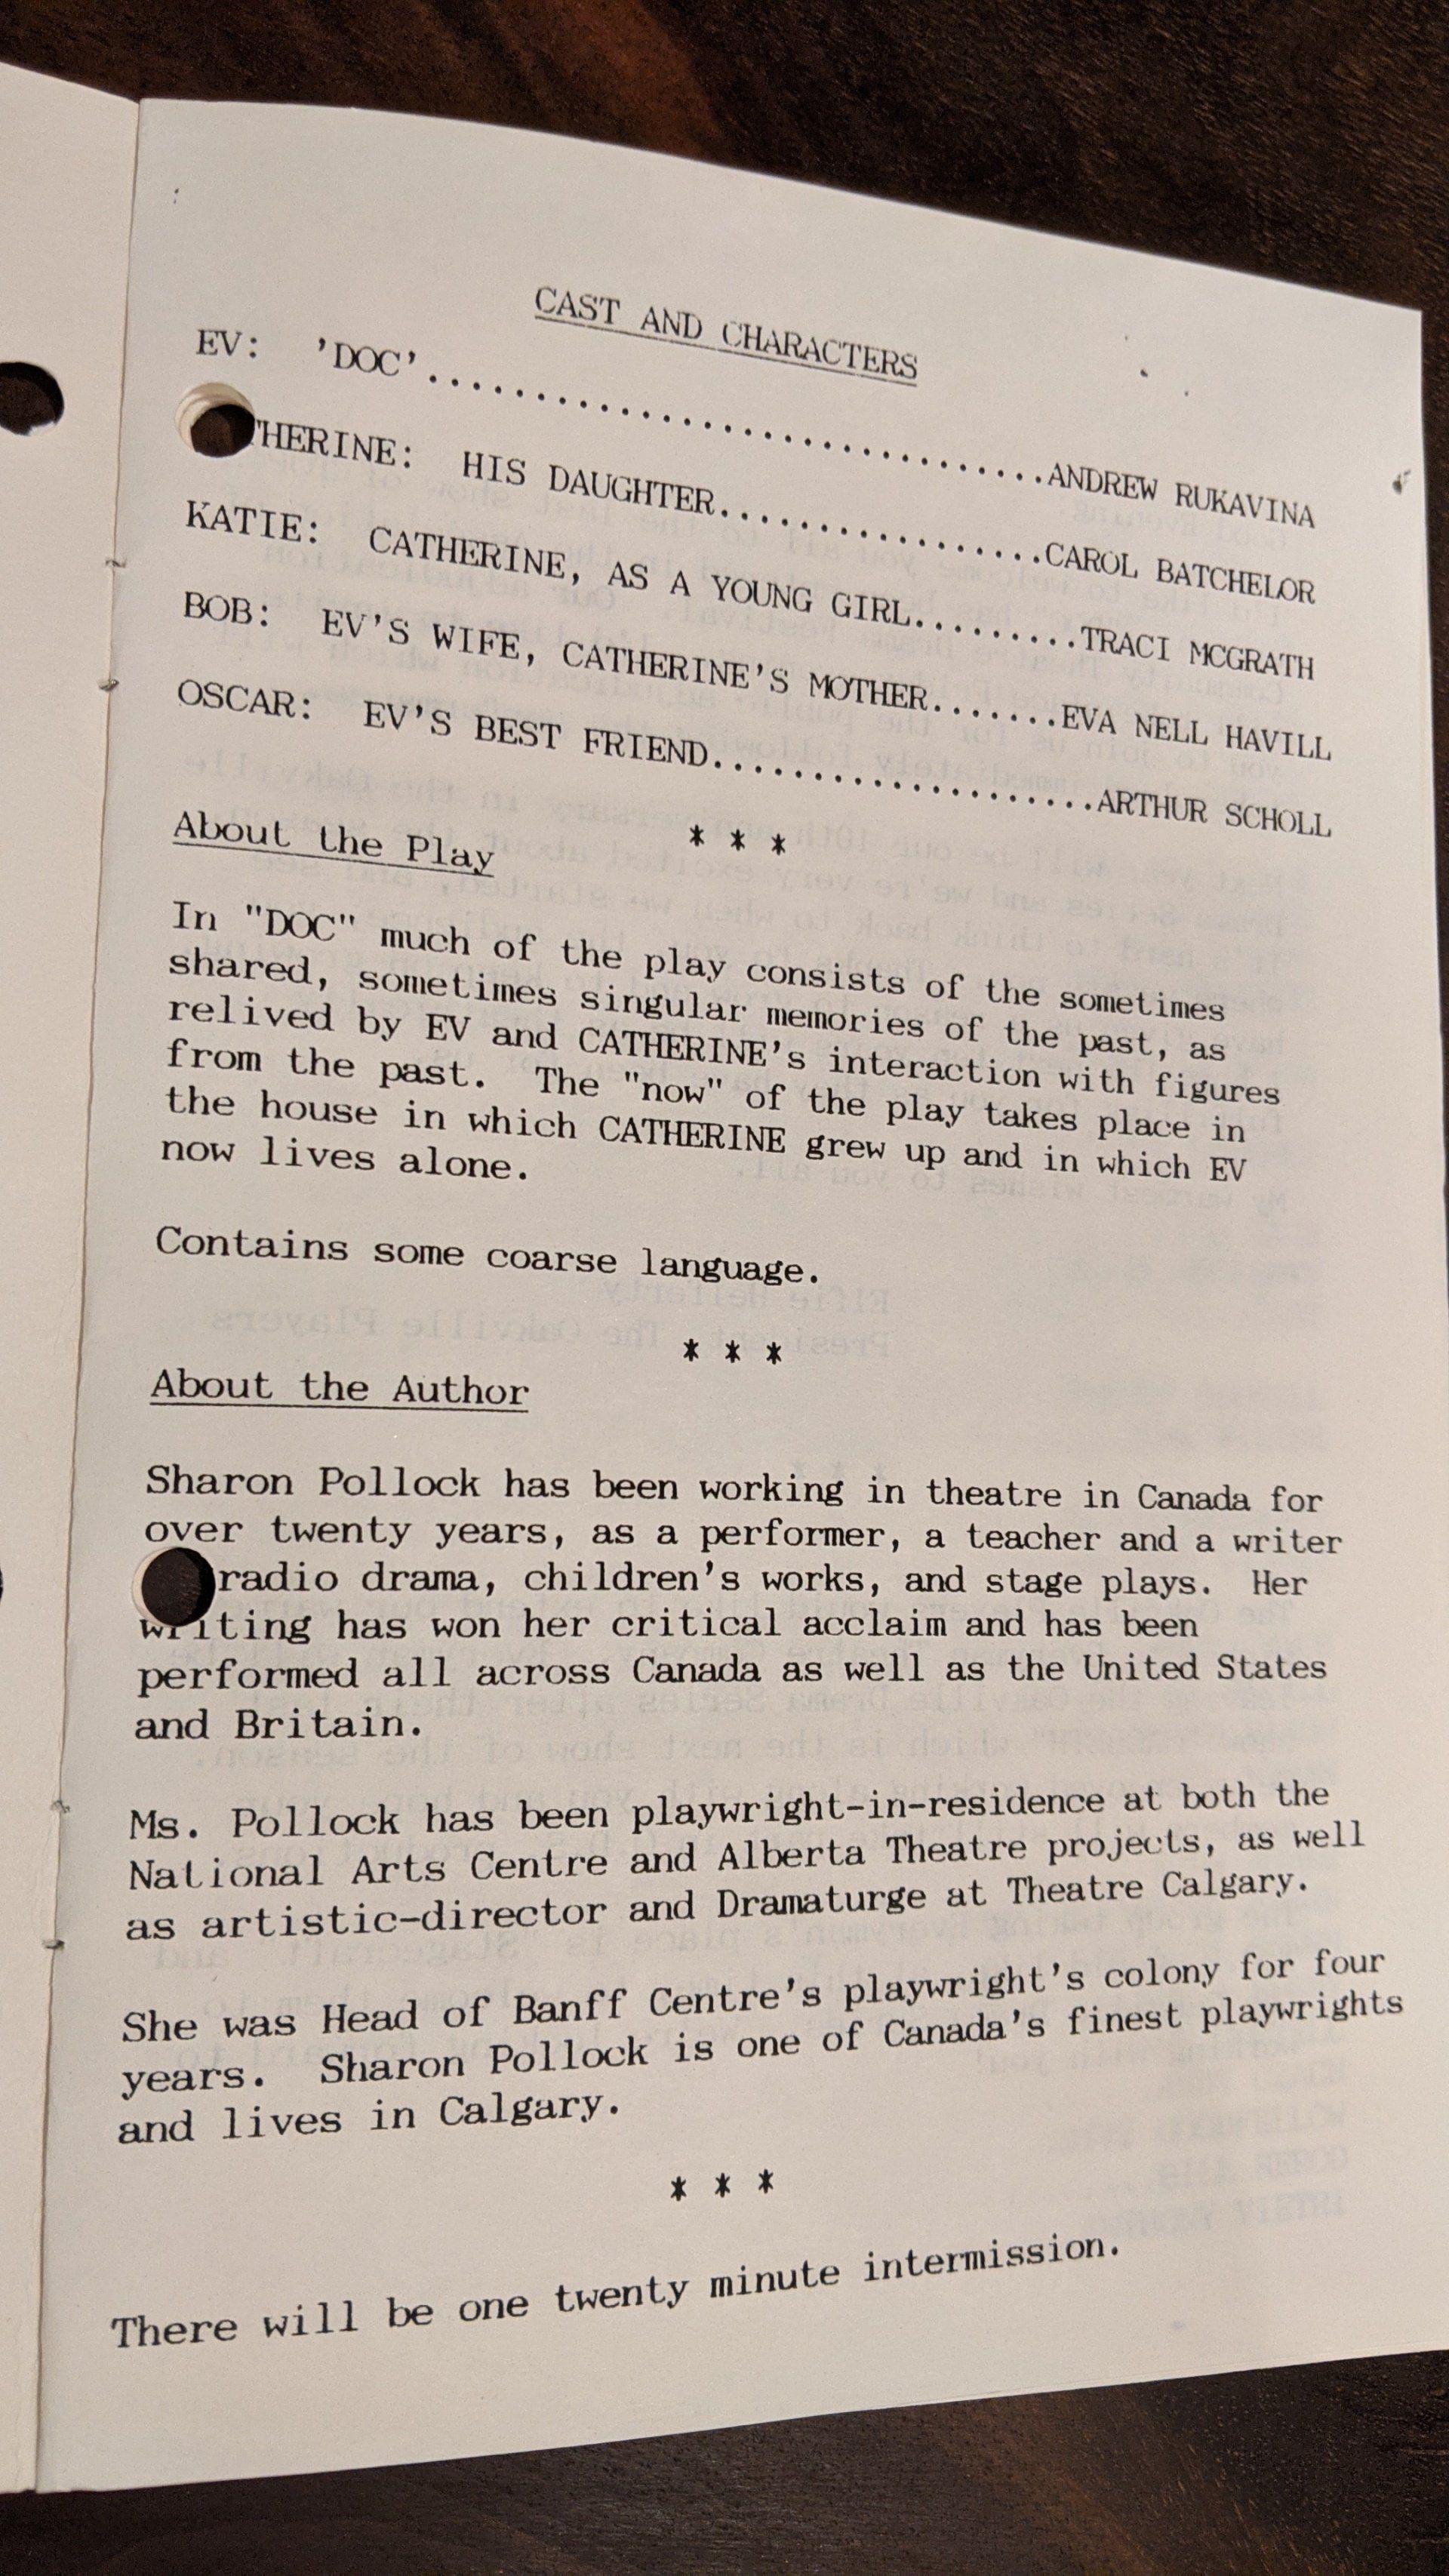 CAST AND CHARACTERS
EV: 'DOC'..............................ANDREW RUKAVINA
THERINE: HIS DAUGHTER.................CAROL BATCHELOR
KATIE: CATHERINE, AS A YOUNG GIRL.........TRACI MCGRATH
BOB: EV'S WIFE, CATHERINE'S MOTHER.......EVA NELL HAVILL
OSCAR: EV'S BEST FRIEND...................ARTHUR SCHOLL
* * *
About the Play
In "DOC" much of the play consists of the sometimes
shared, sometimes singular memories of the past, as
relived by EV and CATHERINE's interaction with figures
from the past. The "now" of the play takes place in
the house in which CATHERINE grew up and in which EV
now lives alone.
Contains some coarse language.
* * *
About the Author
Sharon Pollock has been working in theatre in Canada for
over twenty years, as a performer, a teacher and a writer
radio drama, children's works, and stage plays. Her
writing has won her critical acclaim and has been
performed all across Canada as well as the United States
and Britain.
Ms. Pollock has been playwright-in-residence at both the
National Arts Centre and Alberta Theatre projects, as well
as artistic-director and Dramaturge at Theatre Calgary.
She was Head of Banff Centre's playwright's colony for four
years. Sharon Pollock is one of Canada's finest playwrights
and lives in Calgary.
* * *
There will be one twenty minute intermission.